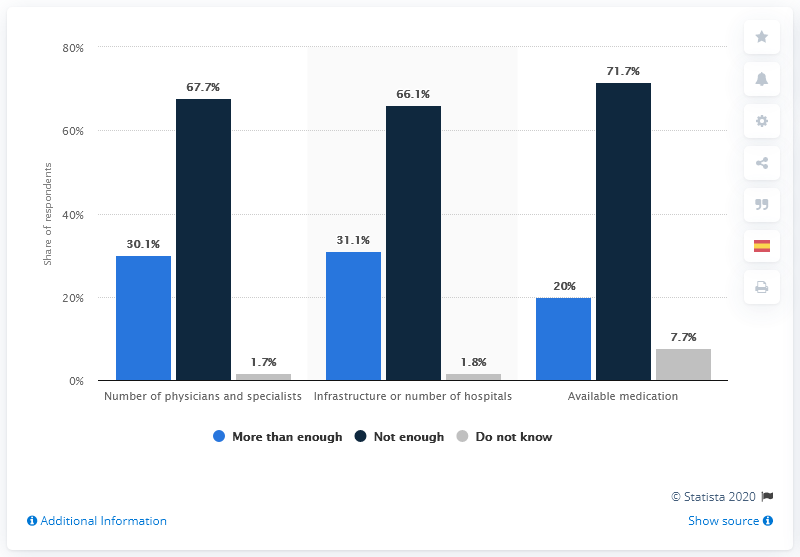 80%
67.7%
66.1%
71.7%
60%
Share of respondents
40%
30.1%
31.1%
20%
20%
1.7%
1.8%
7.7%
0%
Number of physicians and specialists
Infrastructure or number of hospitals
Available medication
More than enough
Not enough
Do not know
© Statista 2020
Additional Information
Show source